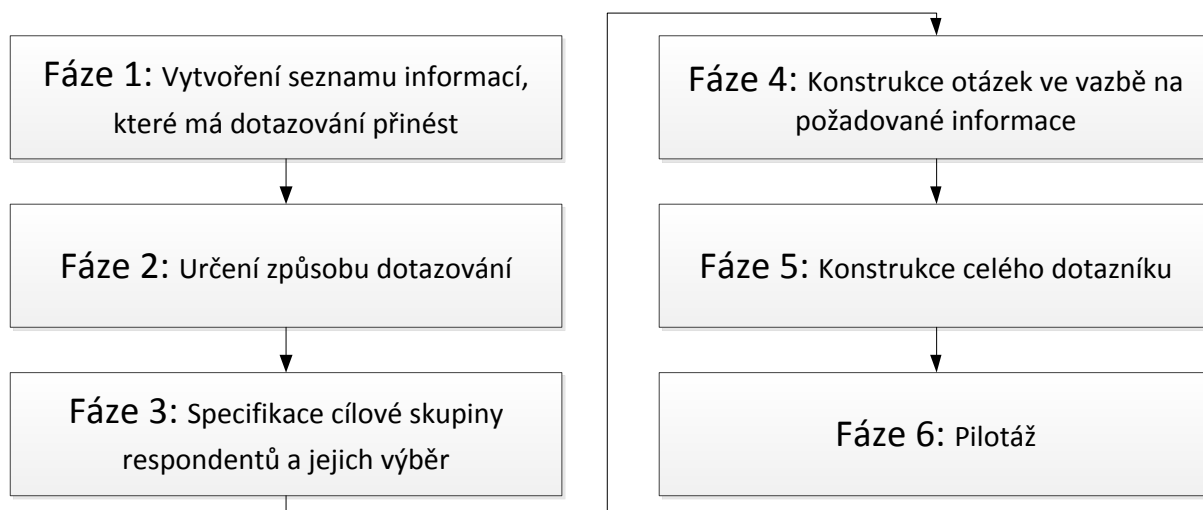 Fáze 1: Vytvoření seznamu informací,
které má dotazování přinést
Fáze 2: Určení způsobu dotazování
Fáze 3: Specifikace cílové skupiny
respondentů a jejich výběr
Fáze 4: Konstrukce otázek ve vazbě na
požadované informace
Fáze 5: Konstrukce celého dotazníku
Fáze 6: Pilotáž